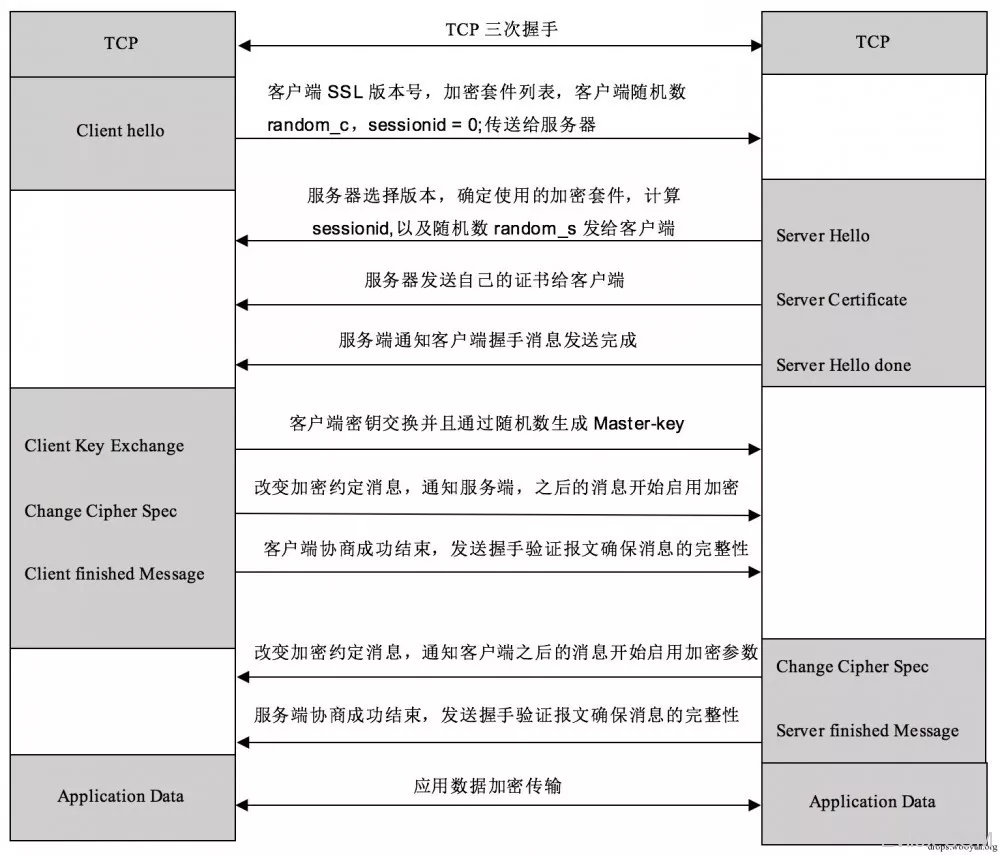 TCP
TCP 三次握手
TCP
Client hello
客户端 SSL 版本号，加密套件列表，客户端随机数
random_c，sessionid = 0;传送给服务器
服务器选择版本，确定使用的加密套件，计算
sessionid,以及随机数 random_s 发给客户端
Server Hello
服务器发送自己的证书给客户端
Server Certificate
服务端通知客户端握手消息发送完成
Server Hello done
客户端密钥交换并且通过随机数生成 Master-key
Client Key Exchange
改变加密约定消息，通知服务端，之后的消息开始启用加密
Change Cipher Spec
客户端协商成功结束，发送握手验证报文确保消息的完整性
Client finished Message
改变加密约定消息，通知客户端之后的消息开始启用加密参数
Change Cipher Spec
服务端协商成功结束，发送握手验证报文确保消息的完整性
Server finished Message
Application Data
应用数据加密传输
Application Data
drops.wooyun.org